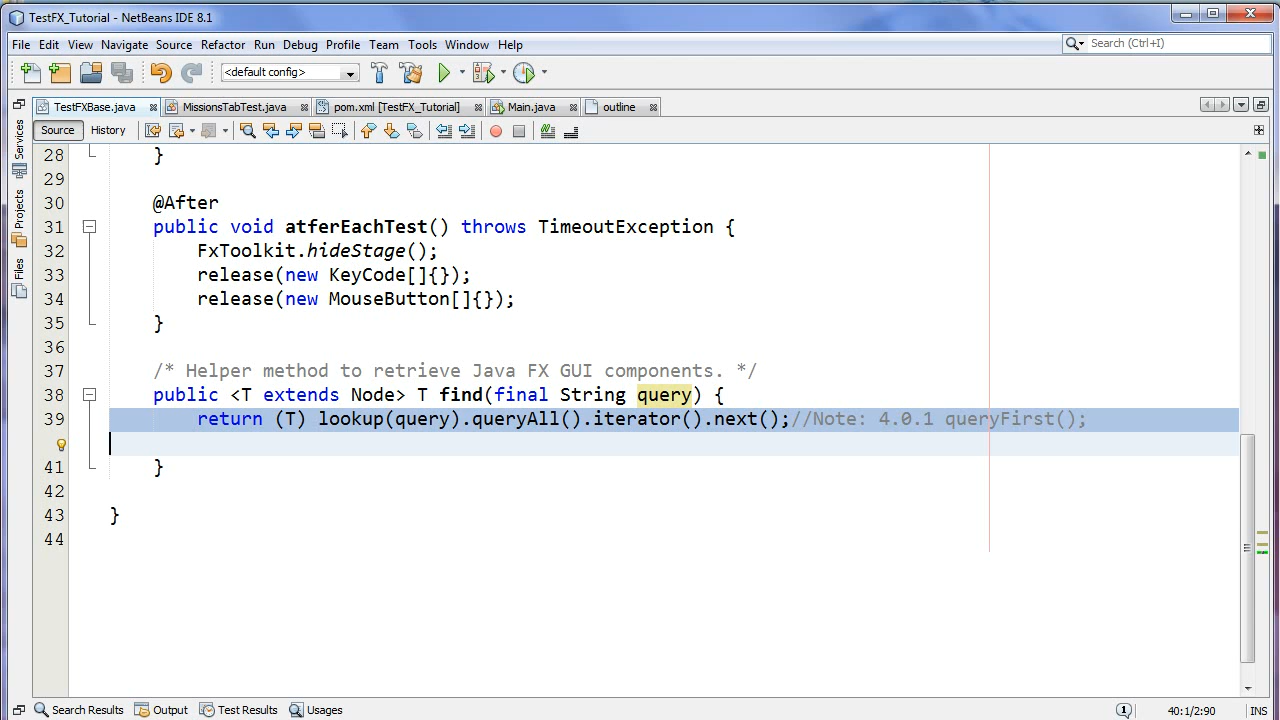 TestFX_Tutorial - NetBeans IDE 8.1
File Edit View Navigate Source Refactor Run Debug Profile Team Tools Window Help
Search (Ctrl+I)
<default config>
TestFXBase.java MissionsTabTest.java pom.xml [TestFX_Tutorial] Main.java outline
Source History
Services
Projects
Files
28 }
29
30 @After
31 public void atferEachTest() throws TimeoutException {
32 FxToolkit.hideStage();
33 release(new KeyCode[]{});
34 release(new MouseButton[]{});
35 }
36
37 /* Helper method to retrieve Java FX GUI components. */
38 public <T extends Node> T find(final String query) {
39 return (T) lookup(query).queryAll().iterator().next();//Note: 4.0.1 queryFirst();
41 }
42
43 }
44
Search Results Output Test Results Usages
1 40:1/2:90 INS